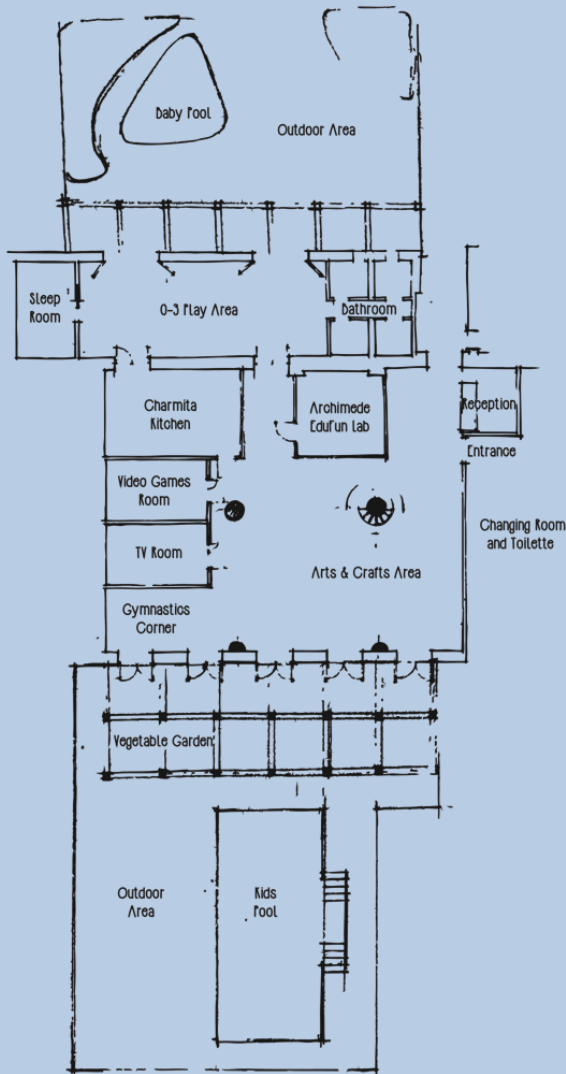 Baby Pool
Outdoor Area
Sleep
Room
0-3 Play Area
Bathroom
Charmita
Kitchen
Archimede
EduFun Lab
Reception
Entrance
Video Games
Room
TV Room
Changing Room
and Toilette
Arts & Crafts Area
Gymnastics
Corner
Vegetable Garden
Outdoor
Area
Kids
Pool